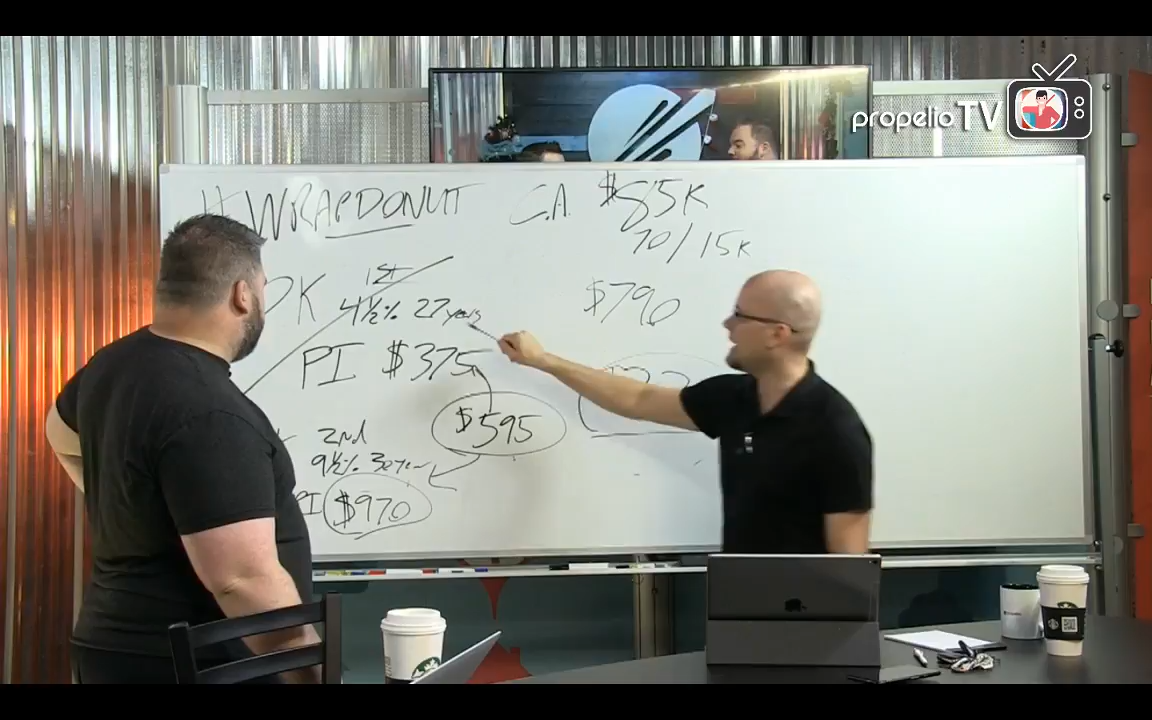 propelio TV
# WRAPDONUT
C.A. $85K
70/15K
1st
4½% 27 years
$790
PI $375
$595
2nd
9½% 30 yr
PI $970